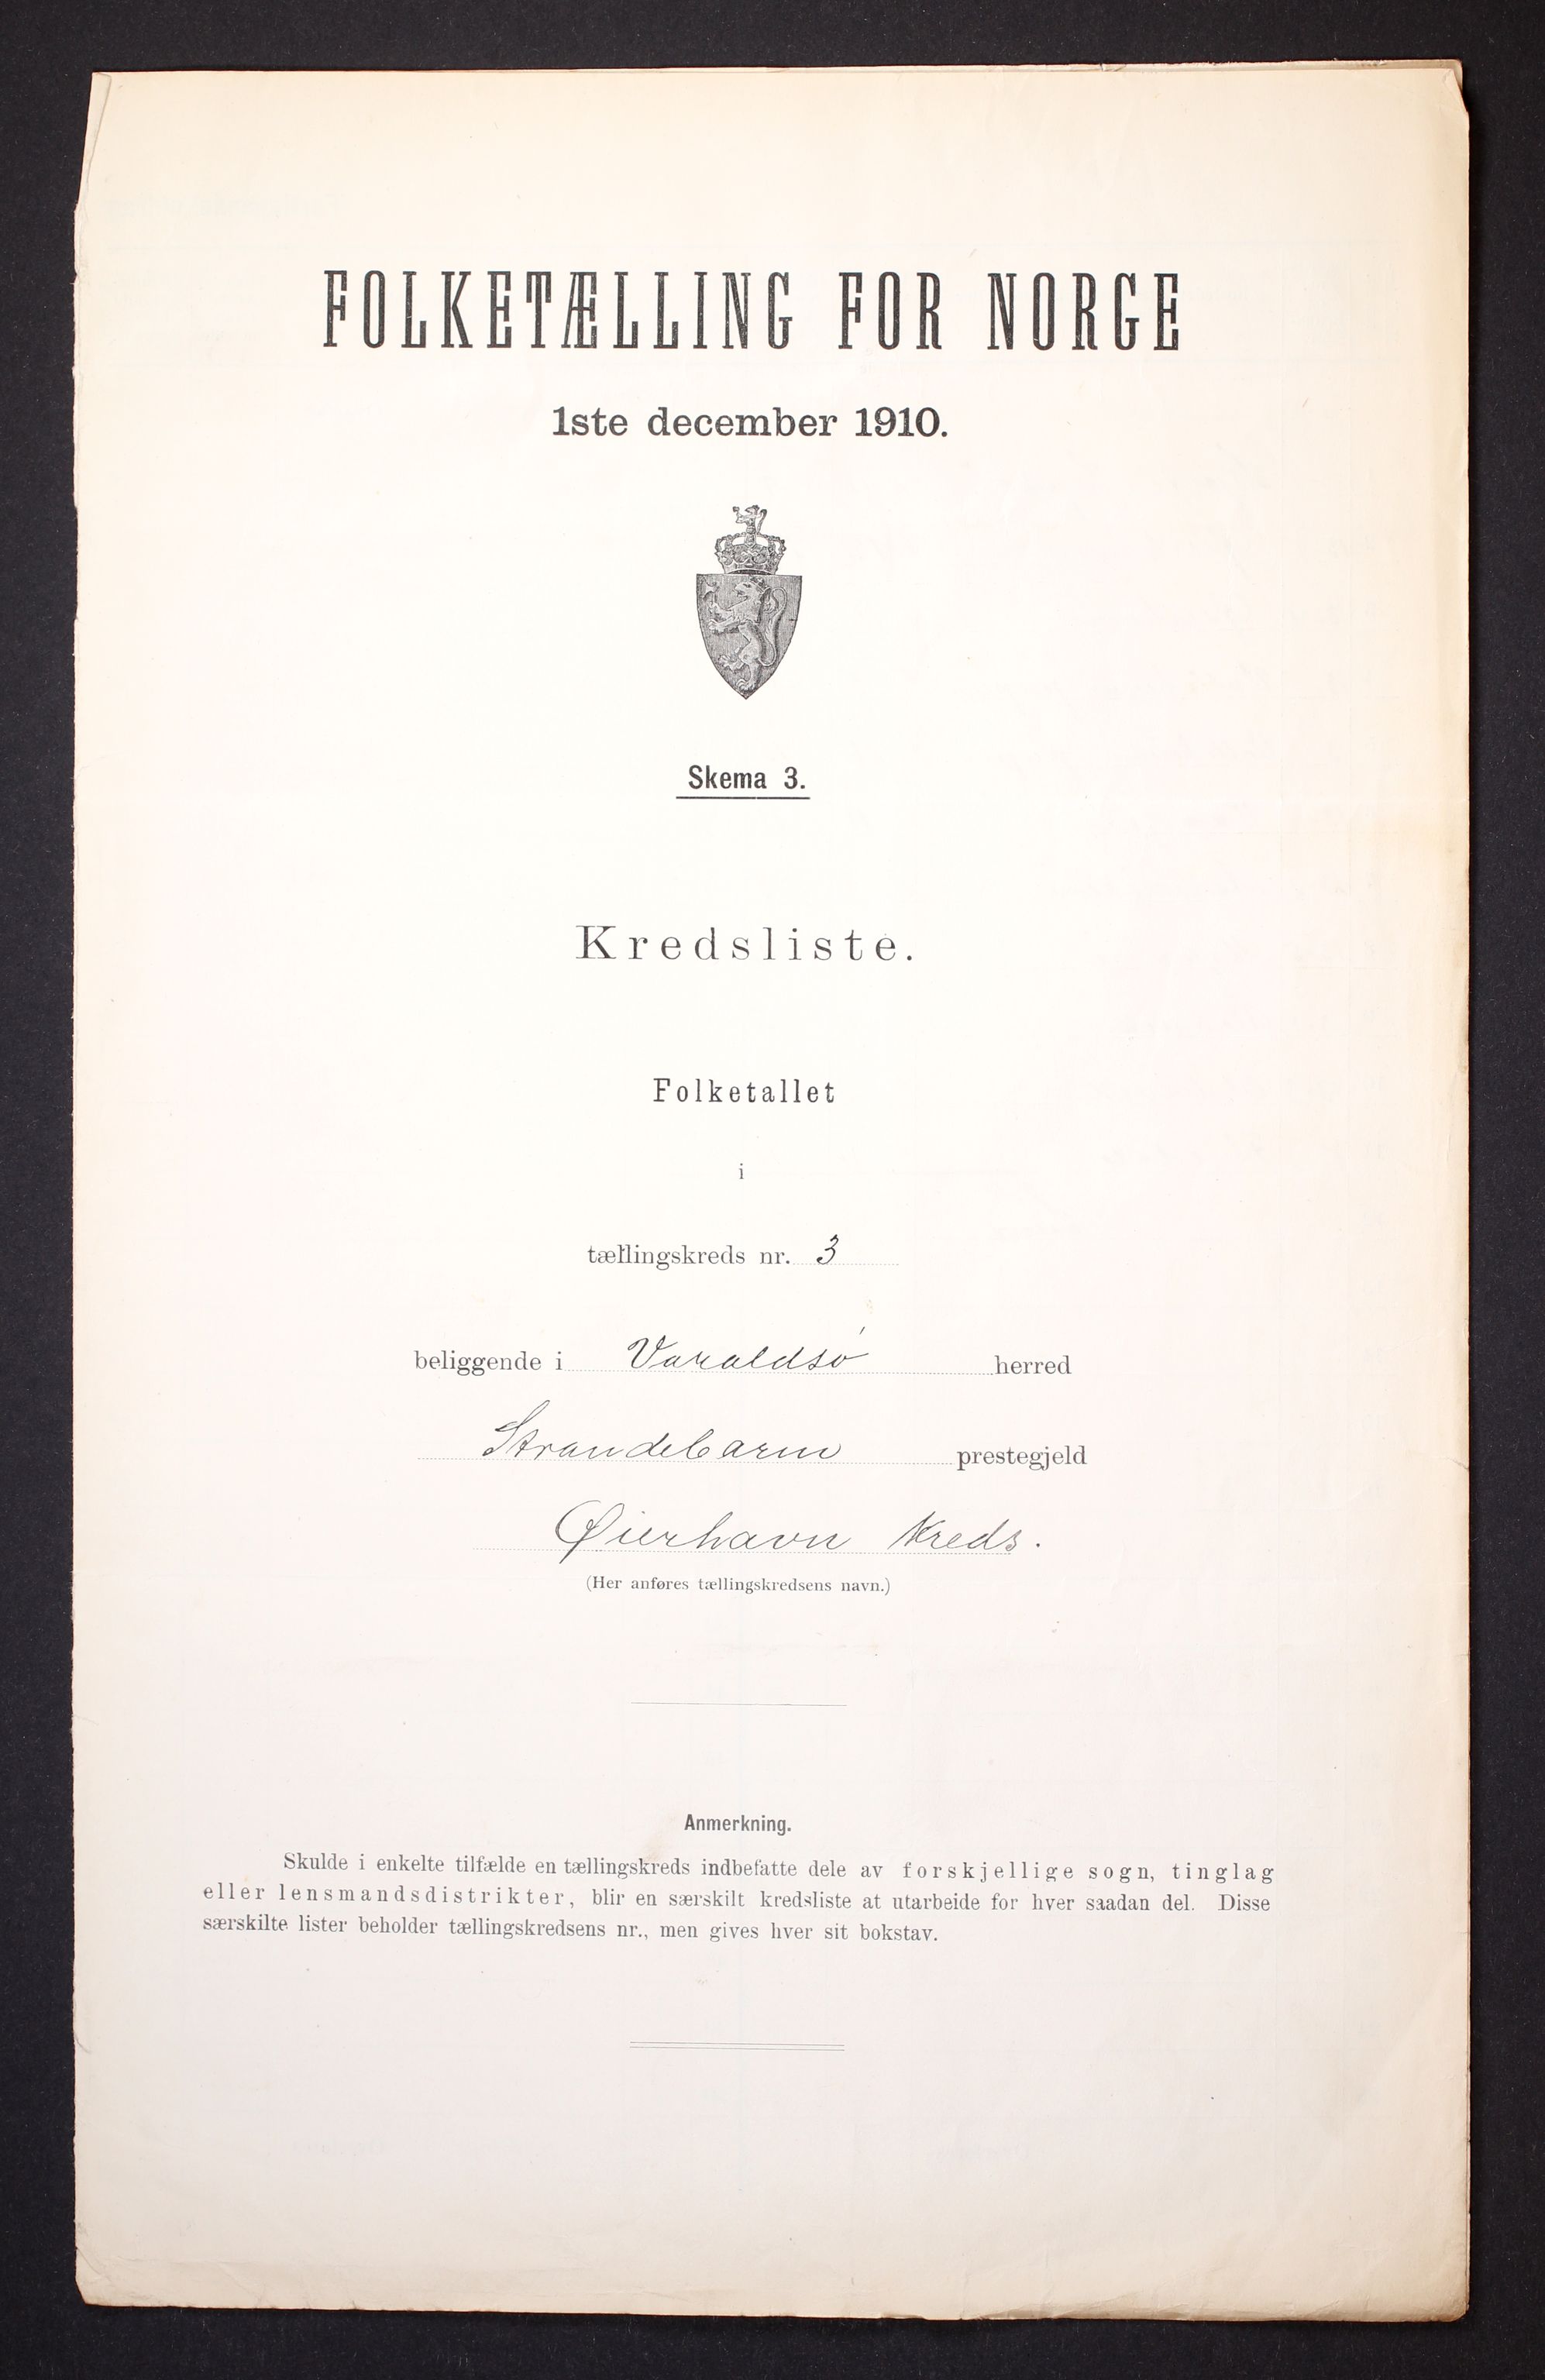 FOLKETÆLLING FOR NORGE
1ste december 1910.
Skema 3.
Kredsliste.
Folketallet
i
tællingskreds nr. 3
beliggende i Varaldsø herred
Strandebarm prestegjeld
Øierhavn Kreds.
(Her anføres tællingskredsens navn.)
Anmerkning.
Skulde i enkelte tilfælde en tællingskreds indbefatte dele av forskjellige sogn, tinglag
eller lensmandsdistrikter, blir en særskilt kredsliste at utarbeide for hver saadan del. Disse
særskilte lister beholder tællingskredsens nr., men gives hver sit bokstav.